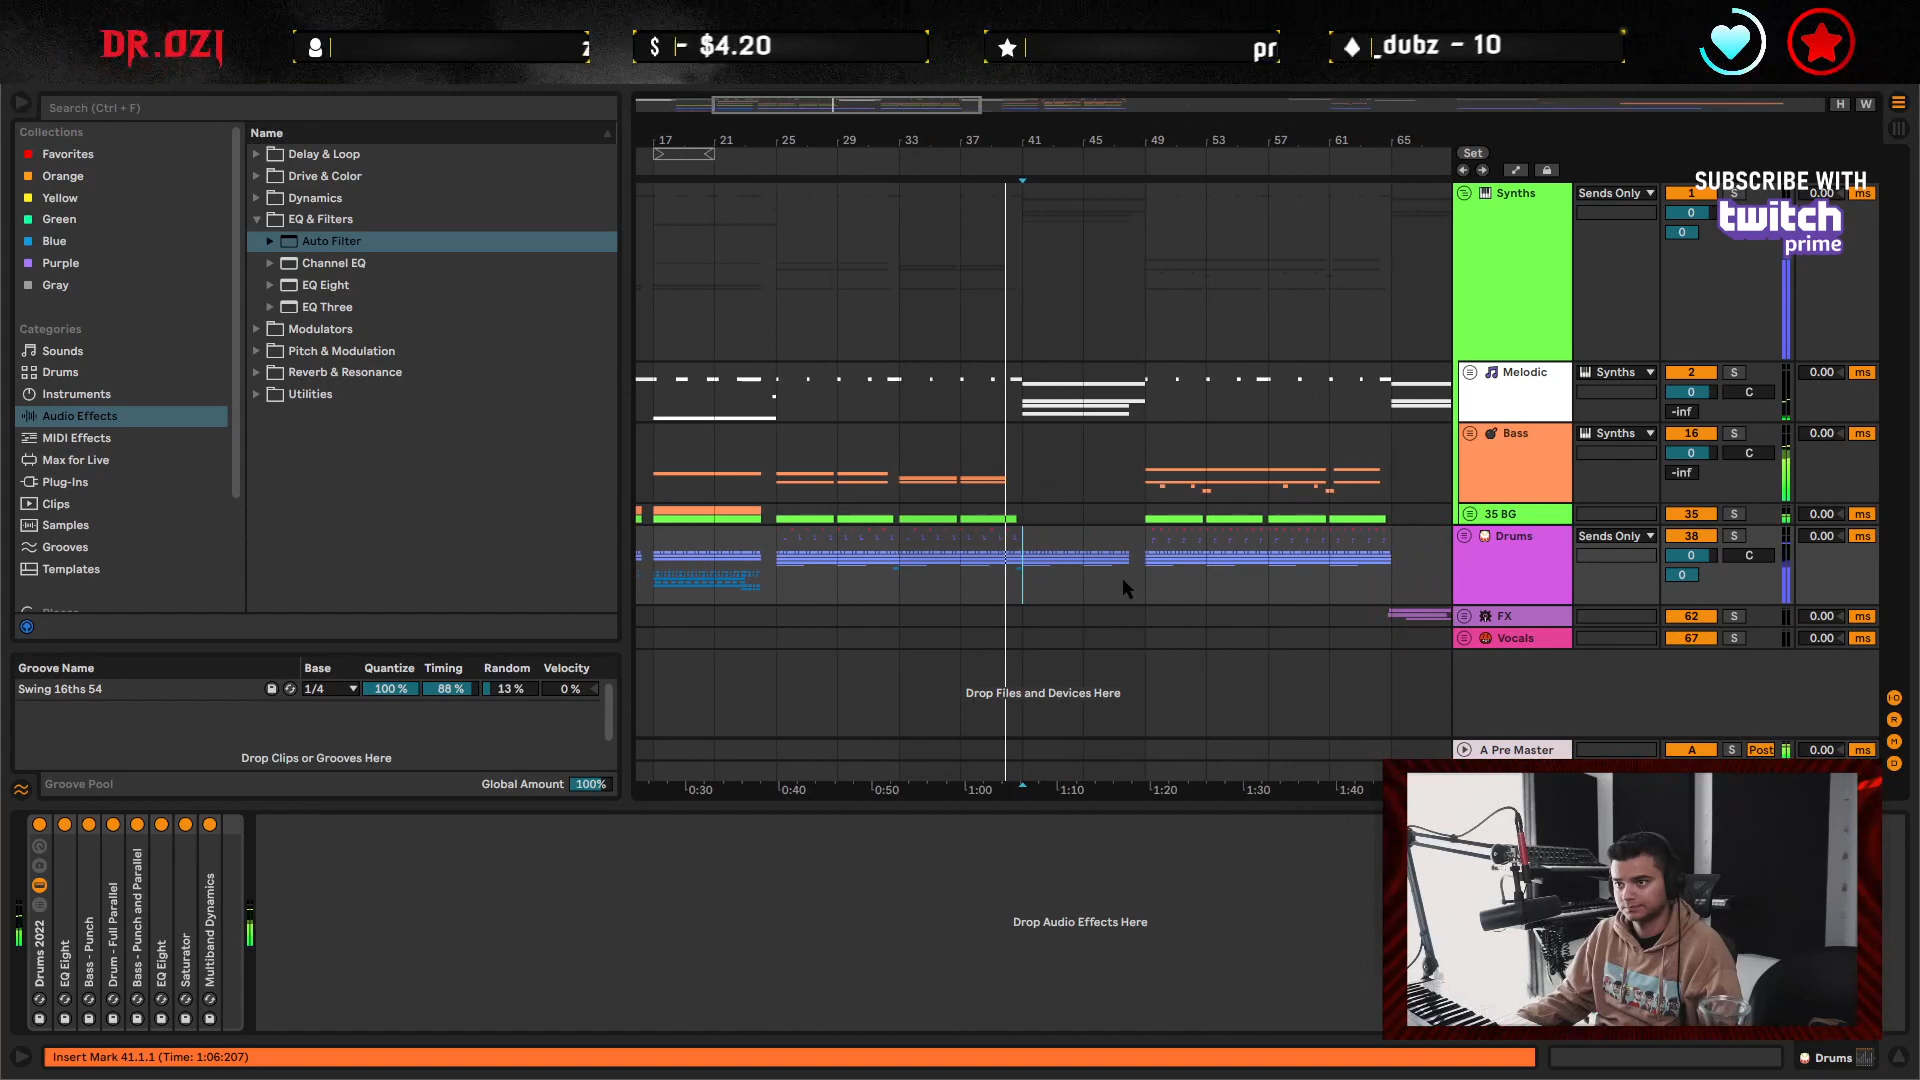 DR.OZI
- $4.20
pr
_dubz - 10
Search (Ctrl + F)
H W
Collections
Favorites
Orange
Yellow
Green
Blue
Purple
Gray
Categories
Sounds
Drums
Instruments
Audio Effects
MIDI Effects
Max for Live
Plug-Ins
Clips
Samples
Grooves
Templates
Name
Delay & Loop
Drive & Color
Dynamics
EQ & Filters
Auto Filter
Channel EQ
EQ Eight
EQ Three
Modulators
Pitch & Modulation
Reverb & Resonance
Utilities
17 21 25 29 33 37 41 45 49 53 57 61 65
Set
SUBSCRIBE WITH
twitch
prime
Synths Sends Only 1 S 0.00 ms
0
0
Melodic Synths 2 S 0.00 ms
0 C
-inf
Bass Synths 16 S 0.00 ms
0 C
-inf
35 BG 35 S 0.00 ms
Drums Sends Only 38 S 0.00 ms
0 C
0
FX 62 S 0.00 ms
Vocals 67 S 0.00 ms
Drop Files and Devices Here
A Pre Master A S Post 0.00 ms
0:30 0:40 0:50 1:00 1:10 1:20 1:30 1:40
Groove Name Base Quantize Timing Random Velocity
Swing 16ths 54 1/4 100 % 88 % 13 % 0 %
Drop Clips or Grooves Here
Groove Pool Global Amount 100%
Drums 2022
EQ Eight
Bass - Punch
Drum - Full Parallel
Bass - Punch and Parallel
EQ Eight
Saturator
Multiband Dynamics
Drop Audio Effects Here
Insert Mark 41.1.1 (Time: 1:06:207)
Drums